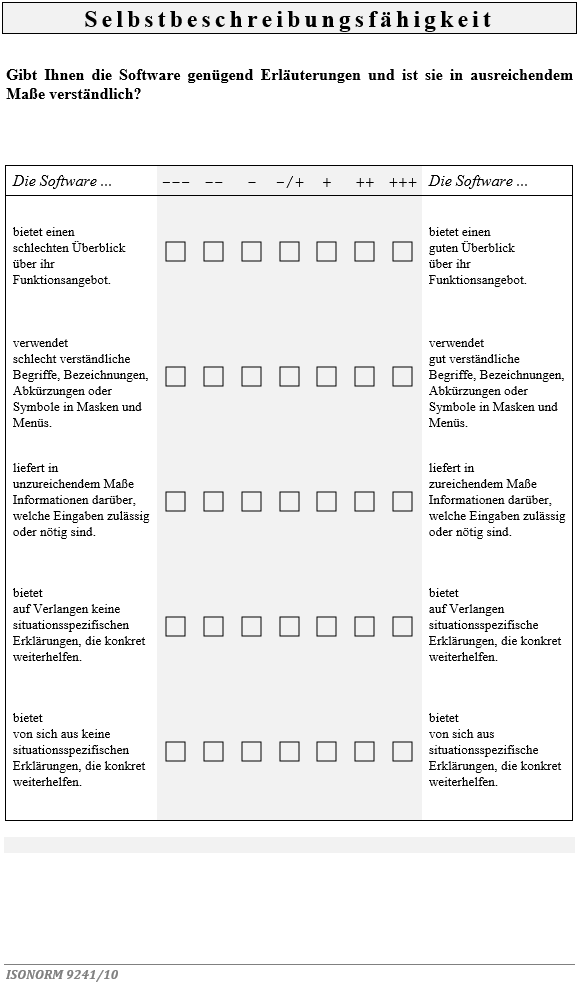 Selbstbeschreibungsfähigkeit
Gibt Ihnen die Software genügend Erläuterungen und ist sie in ausreichendem
Maße verständlich?
Die Software ... --- -- - -/+ + ++ +++ Die Software ...
bietet einen
schlechten Überblick
über ihr
Funktionsangebot.
bietet einen
guten Überblick
über ihr
Funktionsangebot.
verwendet
schlecht verständliche
Begriffe, Bezeichnungen,
Abkürzungen oder
Symbole in Masken und
Menüs.
verwendet
gut verständliche
Begriffe, Bezeichnungen,
Abkürzungen oder
Symbole in Masken und
Menüs.
liefert in
unzureichendem Maße
Informationen darüber,
welche Eingaben zulässig
oder nötig sind.
liefert in
zureichendem Maße
Informationen darüber,
welche Eingaben zulässig
oder nötig sind.
bietet
auf Verlangen keine
situationsspezifischen
Erklärungen, die konkret
weiterhelfen.
bietet
auf Verlangen
situationsspezifische
Erklärungen, die konkret
weiterhelfen.
bietet
von sich aus keine
situationsspezifischen
Erklärungen, die konkret
weiterhelfen.
bietet
von sich aus
situationsspezifische
Erklärungen, die konkret
weiterhelfen.
ISONORM 9241/10